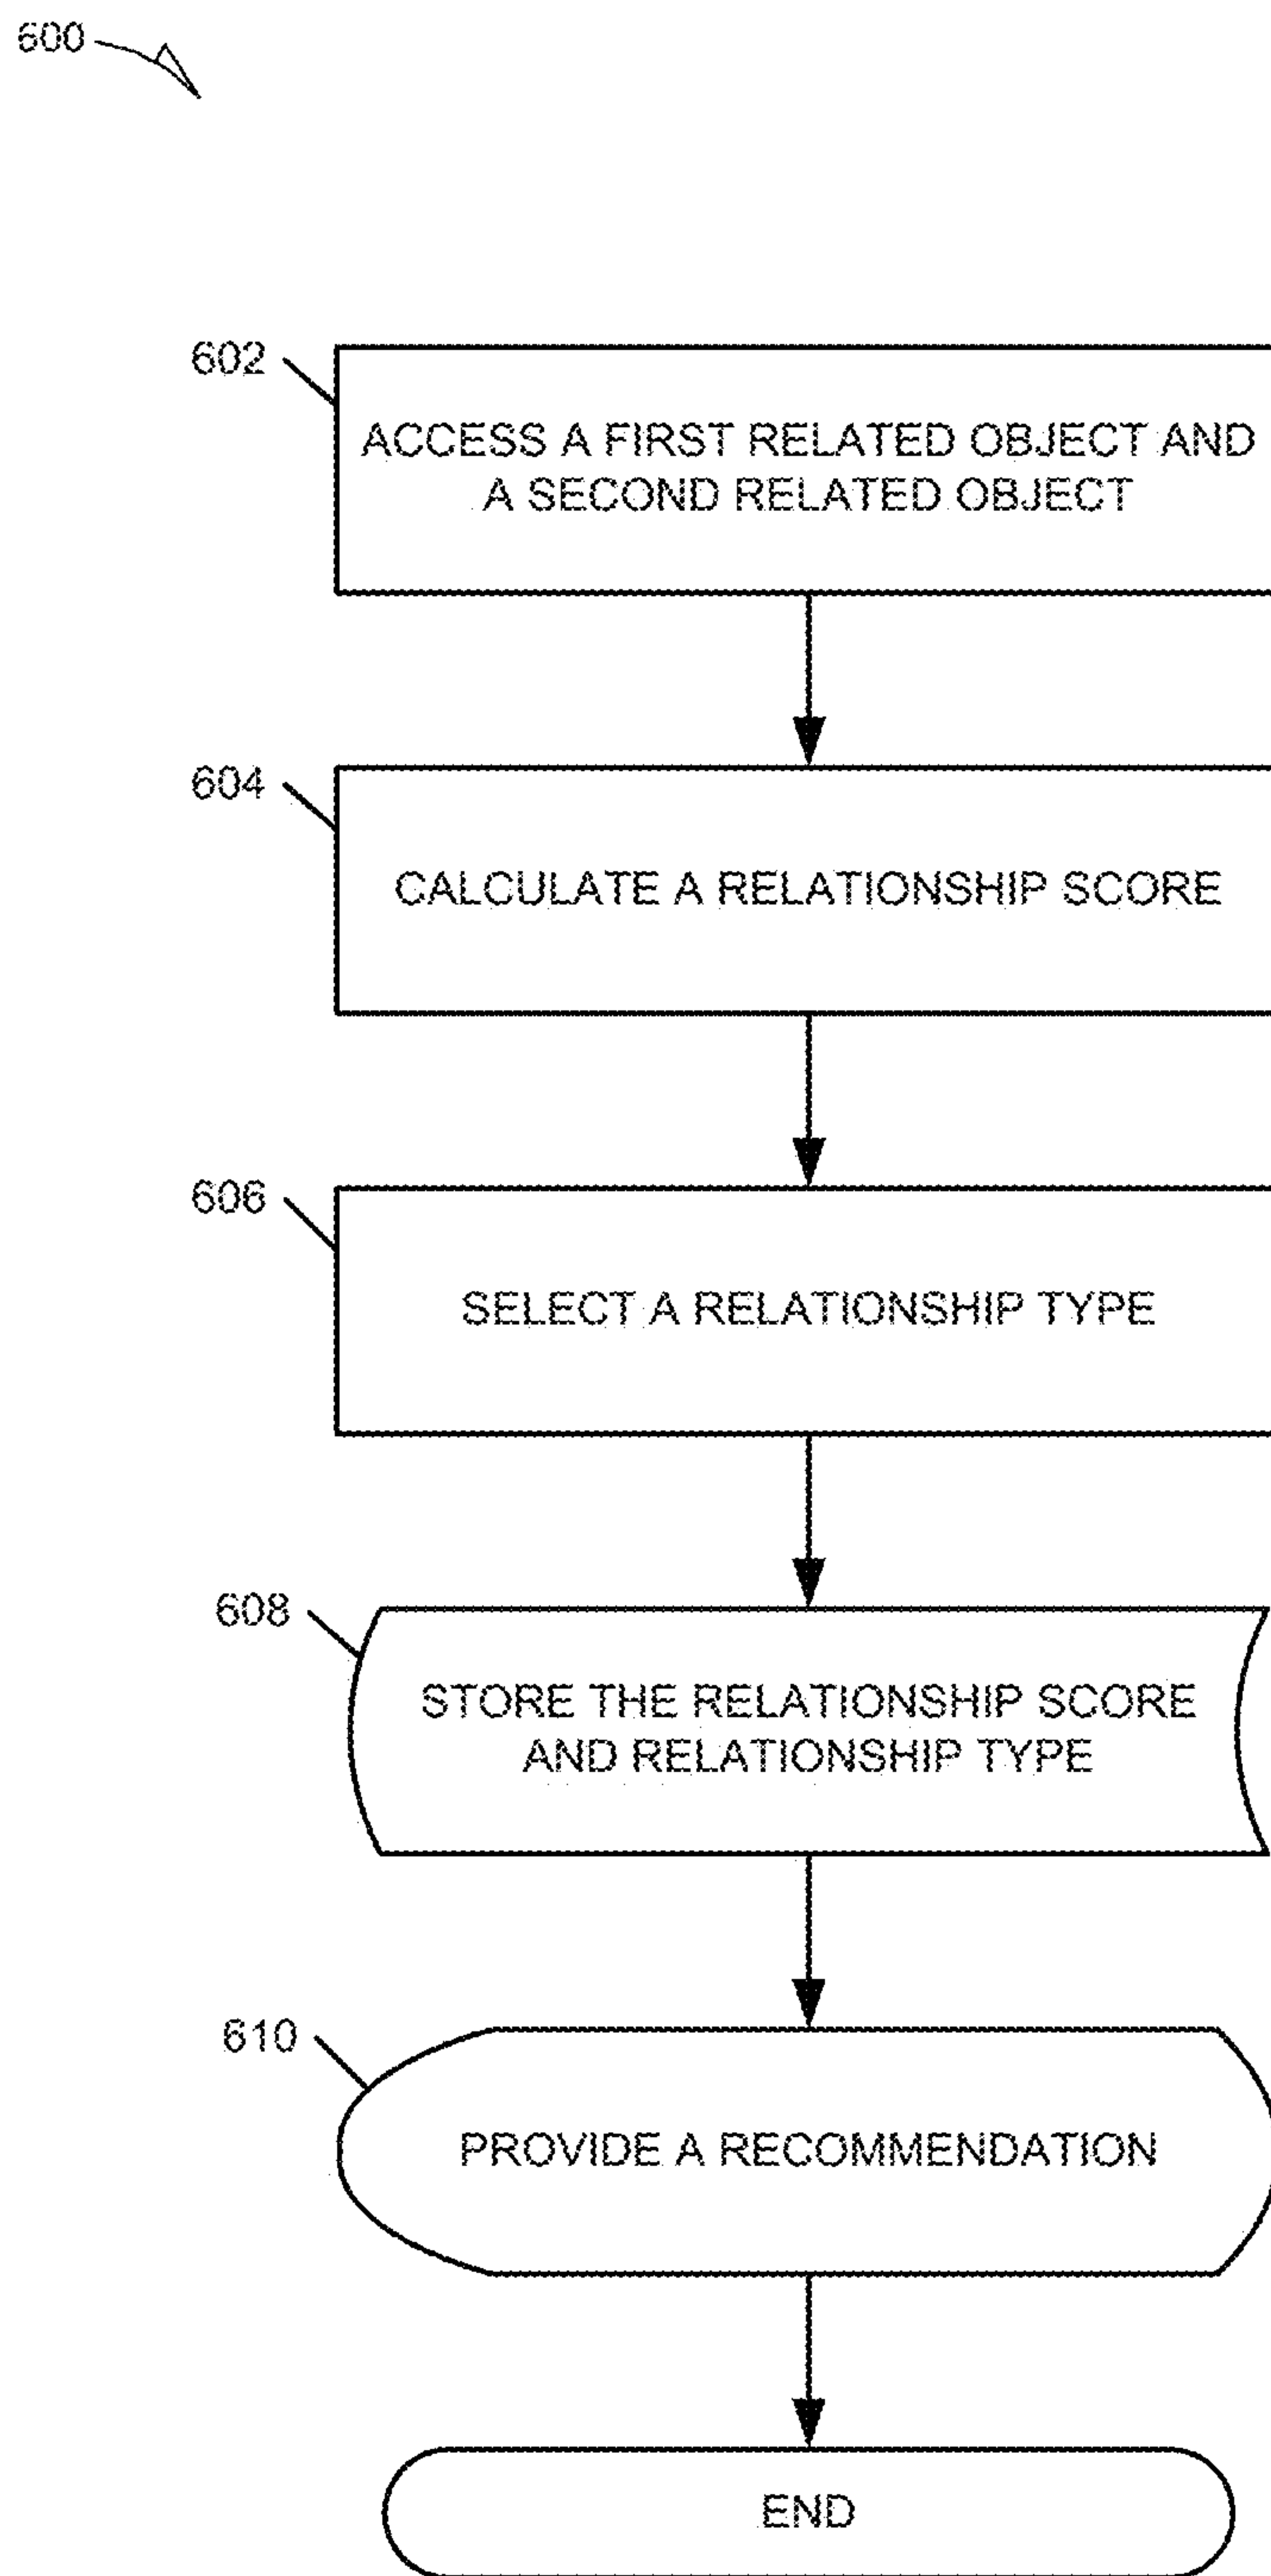 600
602
ACCESS A FIRST RELATED OBJECT AND
A SECOND RELATED OBJECT
604
CALCULATE A RELATIONSHIP SCORE
606
SELECT A RELATIONSHIP TYPE
608
STORE THE RELATIONSHIP SCORE
AND RELATIONSHIP TYPE
610
PROVIDE A RECOMMENDATION
END